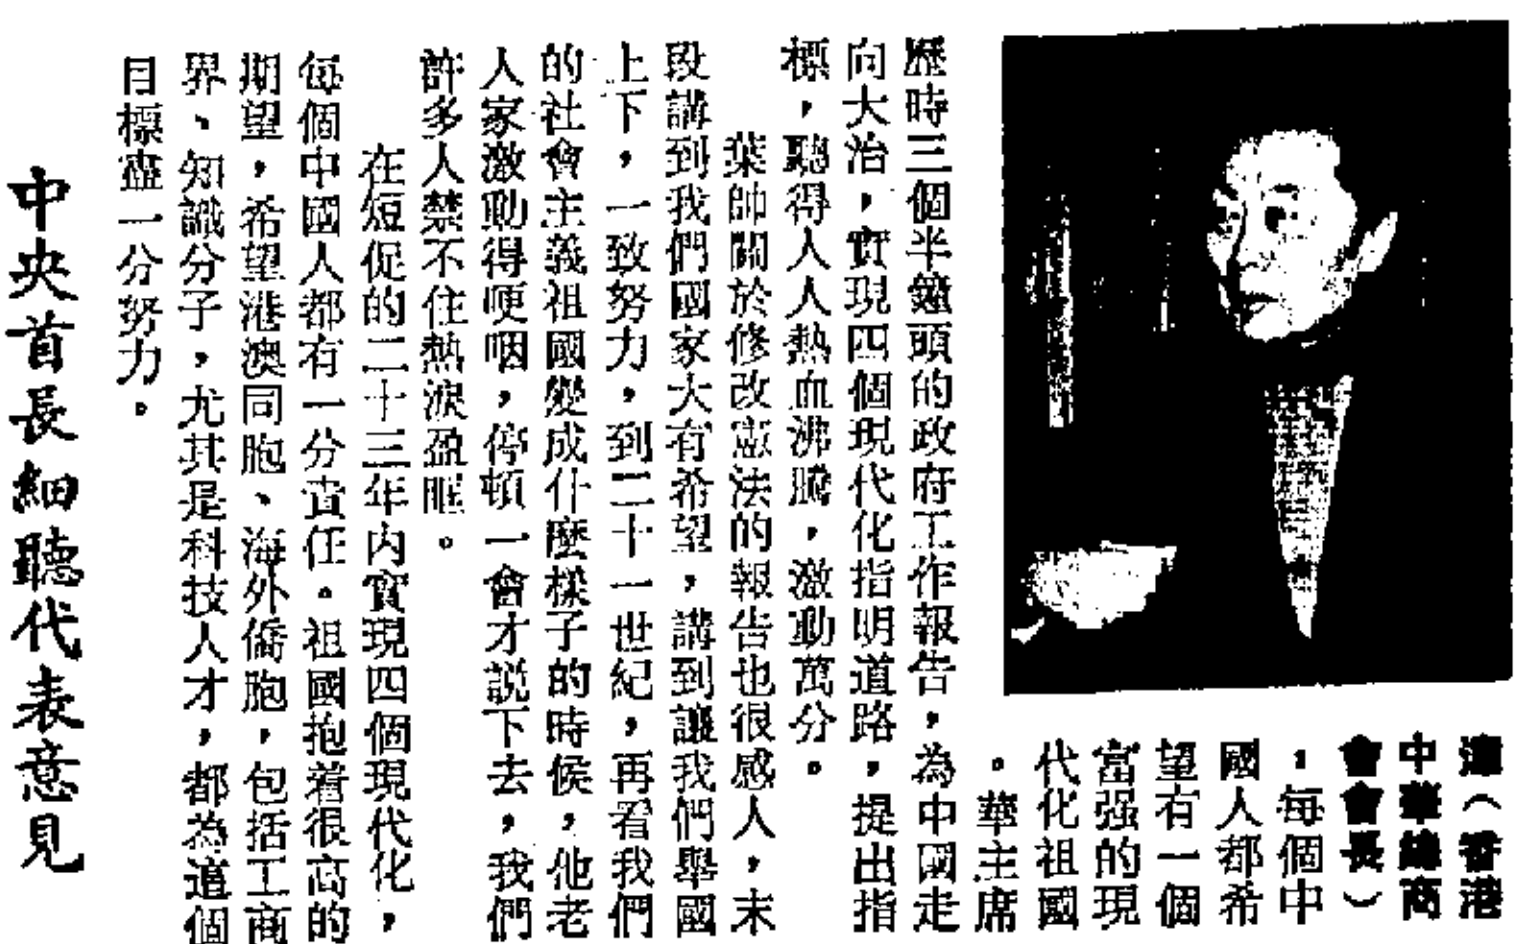 （香港
中華總商
會會長）
，每個中
國人都希
望有一個
富强的現
代化祖國
。華主席
歷時三個半鐘頭的政府工作報告，為中國走
向大治，實現四個現代化指明道路，提出指
標，聽得人人熱血沸騰，激動萬分。
葉帥關於修改憲法的報告也很感人，末
段講到我們國家大有希望，講到讓我們舉國
上下，一致努力，到二十一世紀，再看我們
的社會主義祖國變成什麼樣子的時候，他老
人家激動得哽咽，停頓一會才説下去，我們
許多人禁不住熱淚盈眶。
在短促的二十三年内實現四個現代化，
每個中國人都有一分責任。祖國抱着很高的
期望，希望港澳同胞、海外僑胞，包括工商
界、知識分子，尤其是科技人才，都為這個
目標盡一分努力。
中央首長細聽代表意見